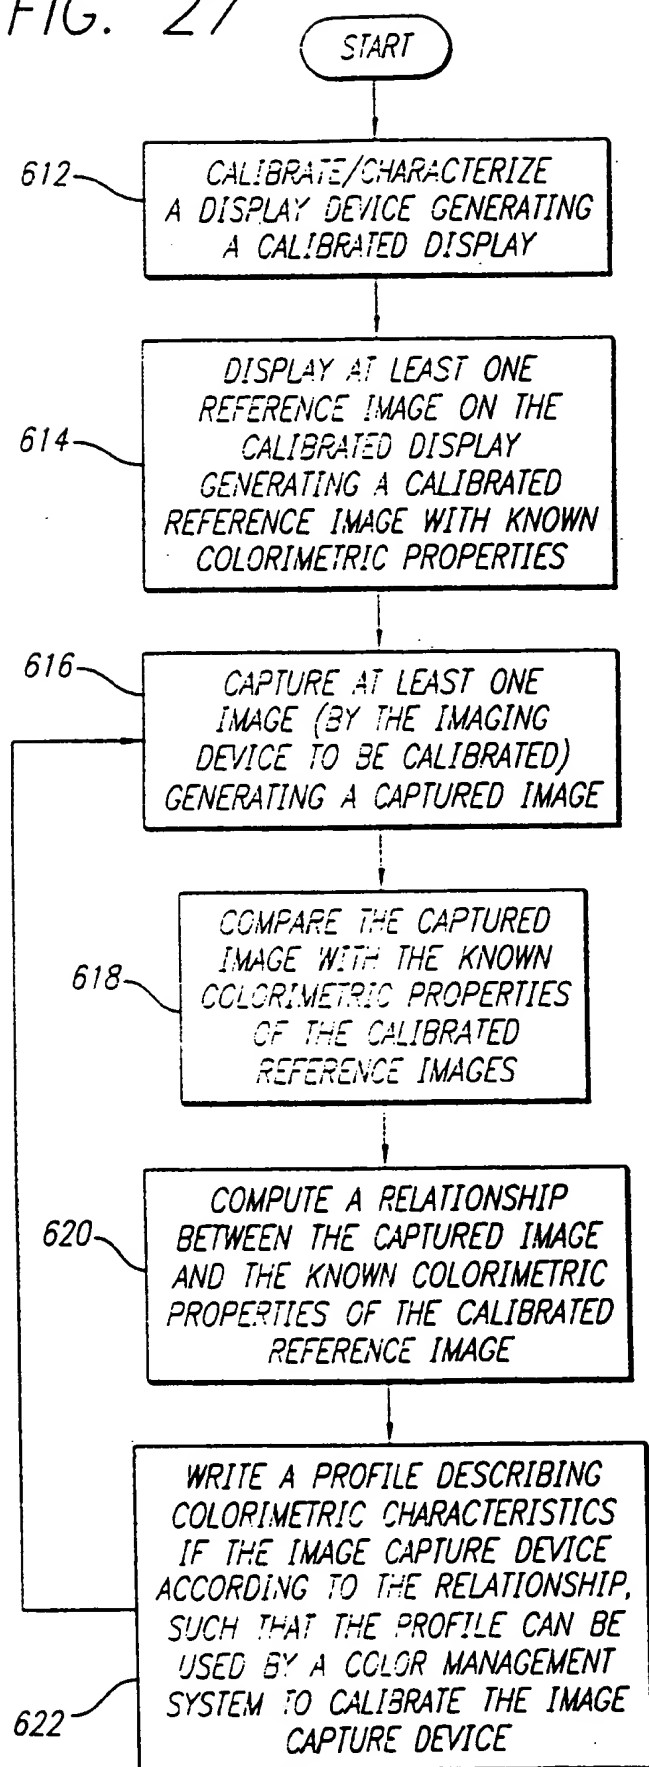 FIG. 27
START
612
CALIBRATE/CHARACTERIZE
A DISPLAY DEVICE GENERATING
A CALIBRATED DISPLAY
614
DISPLAY AT LEAST ONE
REFERENCE IMAGE ON THE
CALIBRATED DISPLAY
GENERATING A CALIBRATED
REFERENCE IMAGE WITH KNOWN
COLORIMETRIC PROPERTIES
616
CAPTURE AT LEAST ONE
IMAGE (BY THE IMAGING
DEVICE TO BE CALIBRATED)
GENERATING A CAPTURED IMAGE
618
COMPARE THE CAPTURED
IMAGE WITH THE KNOWN
COLORIMETRIC PROPERTIES
OF THE CALIBRATED
REFERENCE IMAGES
620
COMPUTE A RELATIONSHIP
BETWEEN THE CAPTURED IMAGE
AND THE KNOWN COLORIMETRIC
PROPERTIES OF THE CALIBRATED
REFERENCE IMAGE
622
WRITE A PROFILE DESCRIBING
COLORIMETRIC CHARACTERISTICS
IF THE IMAGE CAPTURE DEVICE
ACCORDING TO THE RELATIONSHIP,
SUCH THAT THE PROFILE CAN BE
USED BY A COLOR MANAGEMENT
SYSTEM TO CALIBRATE THE IMAGE
CAPTURE DEVICE